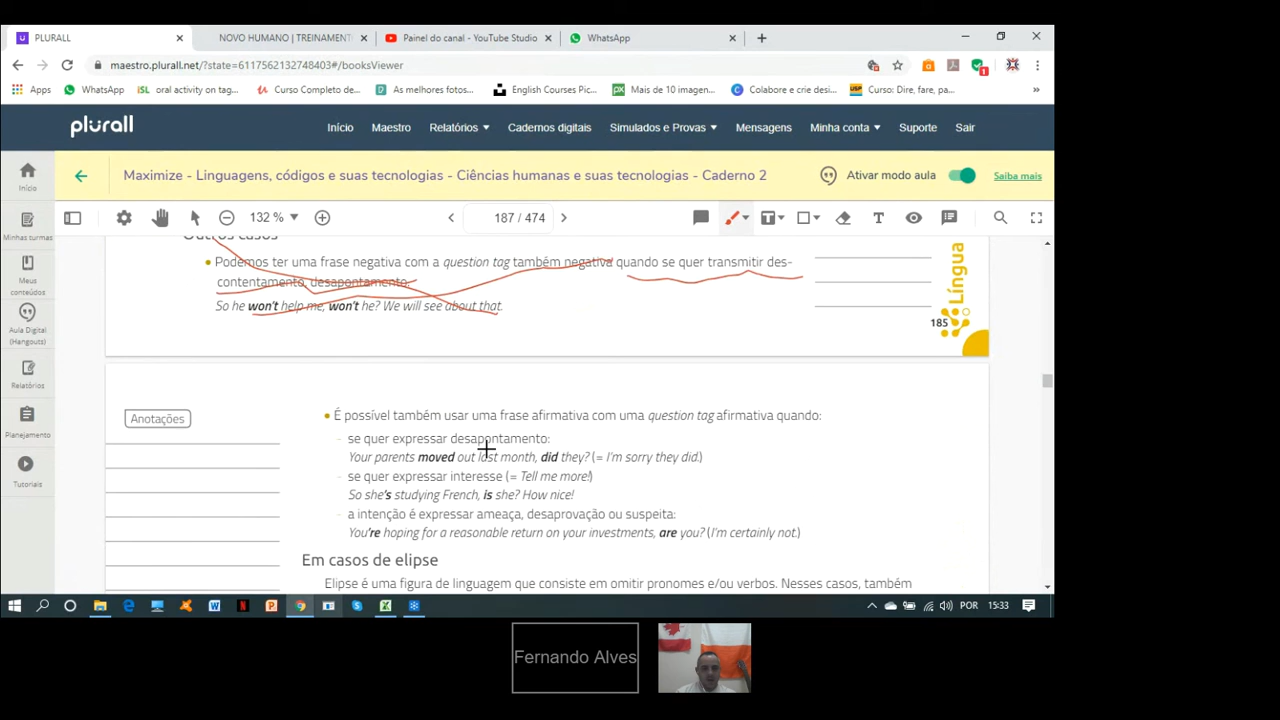 PLURALL
NOVO HUMANO | TREINAMENT
Painel do canal - YouTube Studio
WhatsApp
maestro.plurall.net/?state=6117562132748403#/booksViewer
Apps
WhatsApp
oral activity on tag...
Curso Completo de...
As melhores fotos...
English Courses Pic...
Mais de 10 imagen...
Colabore e crie desi...
Curso: Dire, fare, pa...
plurall
Início
Maestro
Relatórios
Cadernos digitais
Simulados e Provas
Mensagens
Minha conta
Suporte
Sair
Maximize - Linguagens, códigos e suas tecnologias - Ciências humanas e suas tecnologias - Caderno 2
Ativar modo aula
Saiba mais
132 %
187 / 474
Início
Minhas turmas
Meus conteúdos
Aula Digital (Hangouts)
Relatórios
Planejamento
Tutoriais
Outros casos
• Podemos ter uma frase negativa com a question tag também negativa quando se quer transmitir des-
contentamento, desapontamento.
So he won't help me, won't he? We will see about that.
Língua
185
Anotações
• É possível também usar uma frase afirmativa com uma question tag afirmativa quando:
- se quer expressar desapontamento:
Your parents moved out last month, did they? (= I'm sorry they did.)
- se quer expressar interesse (= Tell me more!)
So she's studying French, is she? How nice!
- a intenção é expressar ameaça, desaprovação ou suspeita:
You're hoping for a reasonable return on your investments, are you? (I'm certainly not.)
Em casos de elipse
Elipse é uma figura de linguagem que consiste em omitir pronomes e/ou verbos. Nesses casos, também
POR
15:33
Fernando Alves